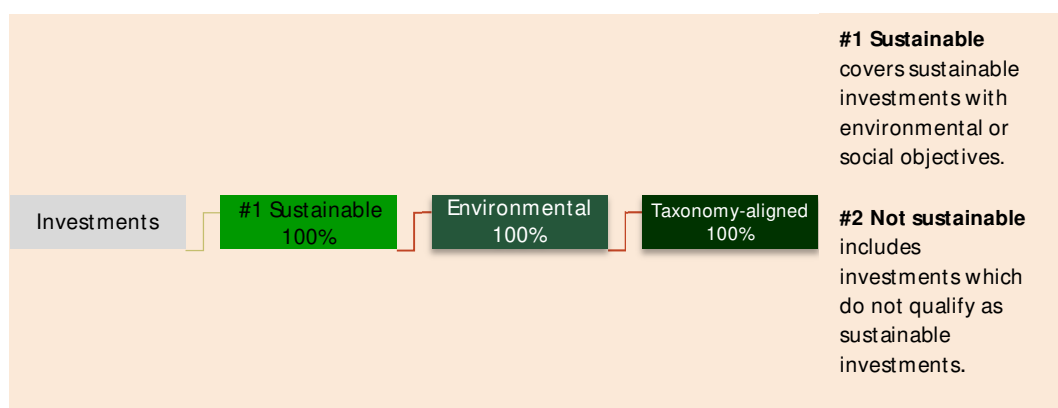 Investments
#1 Sustainable
100%
Environmental
100%
Taxonomy-aligned
100%
#1 Sustainable
covers sustainable
investments with
environmental or
social objectives.
#2 Not sustainable
includes
investments which
do not qualify as
sustainable
investments.